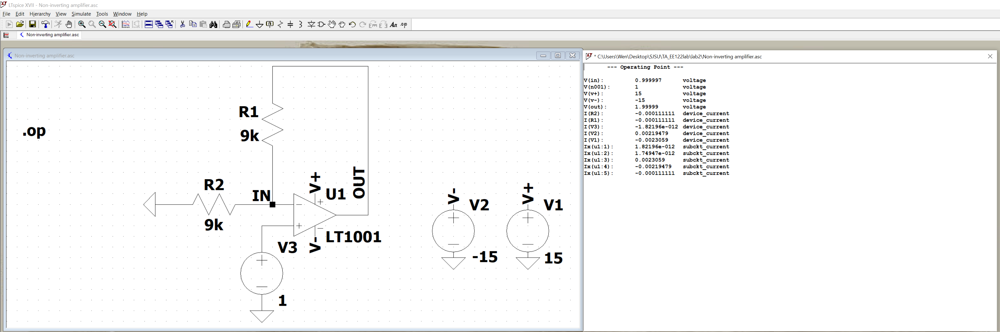 LTspice XVII - Non-inverting amplifier.asc
File Edit Hierarchy View Simulate Tools Window Help
Aa .op
Non-inverting amplifier.asc
Non-inverting amplifier.asc
.op
R1
9k
R2
9k
IN
V+
U1
OUT
V-
LT1001
V3
1
V-
V2
-15
V+
V1
15
* C:\Users\Wen\Desktop\SJSU\TA_EE122lab\lab2\Non-inverting amplifier.asc
--- Operating Point ---
V(in): 0.999997 voltage
V(n001): 1 voltage
V(v+): 15 voltage
V(v-): -15 voltage
V(out): 1.99999 voltage
I(R2): -0.000111111 device_current
I(R1): -0.000111111 device_current
I(V3): -1.82196e-012 device_current
I(V2): 0.00219479 device_current
I(V1): -0.0023059 device_current
Ix(u1:1): 1.82196e-012 subckt_current
Ix(u1:2): 1.74947e-012 subckt_current
Ix(u1:3): 0.0023059 subckt_current
Ix(u1:4): -0.00219479 subckt_current
Ix(u1:5): -0.000111111 subckt_current